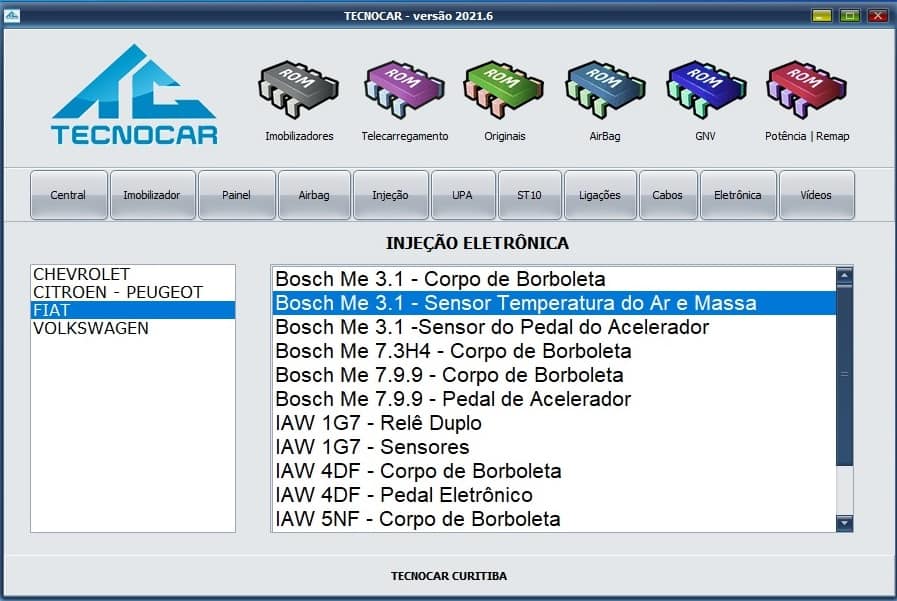 TECNOCAR - versão 2021.6
TECNOCAR
ROM ROM ROM ROM ROM ROM
Imobilizadores Telecarregamento Originais AirBag GNV Potência | Remap
Central Imobilizador Painel Airbag Injeção UPA ST10 Ligações Cabos Eletrônica Vídeos
INJEÇÃO ELETRÔNICA
CHEVROLET
CITROEN - PEUGEOT
FIAT
VOLKSWAGEN
Bosch Me 3.1 - Corpo de Borboleta
Bosch Me 3.1 - Sensor Temperatura do Ar e Massa
Bosch Me 3.1 -Sensor do Pedal do Acelerador
Bosch Me 7.3H4 - Corpo de Borboleta
Bosch Me 7.9.9 - Corpo de Borboleta
Bosch Me 7.9.9 - Pedal de Acelerador
IAW 1G7 - Relê Duplo
IAW 1G7 - Sensores
IAW 4DF - Corpo de Borboleta
IAW 4DF - Pedal Eletrônico
IAW 5NF - Corpo de Borboleta
TECNOCAR CURITIBA